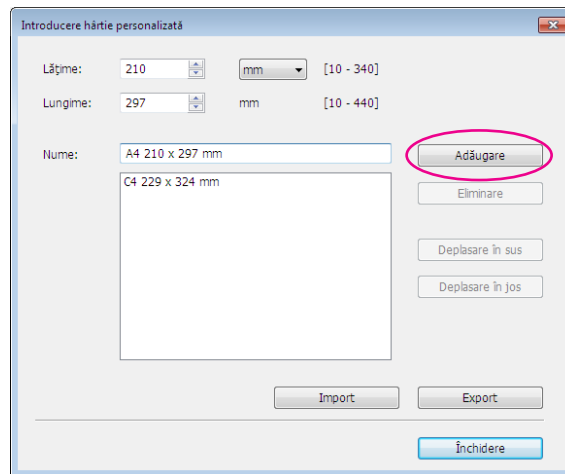 Introducere hârtie personalizată
Lățime: 210 mm [10 - 340]
Lungime: 297 mm [10 - 440]
Nume: A4 210 x 297 mm Adăugare
C4 229 x 324 mm
Eliminare
Deplasare în sus
Deplasare în jos
Import Export
Închidere